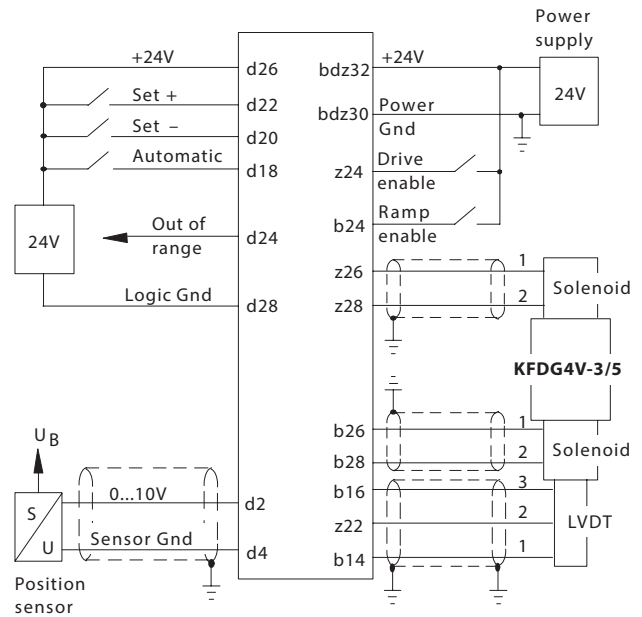 Power
supply
+24V
d26
bdz32
+24V
24V
Set +
d22
Set –
d20
bdz30
Power
Gnd
Automatic
d18
z24
Drive
enable
24V
Out of
range
d24
b24
Ramp
enable
z26
1
Solenoid
Logic Gnd
d28
z28
2
KFDG4V-3/5
b26
1
Solenoid
b28
2
UB
0...10V
d2
b16
3
S
U
z22
2
LVDT
Sensor Gnd
d4
b14
1
Position
sensor